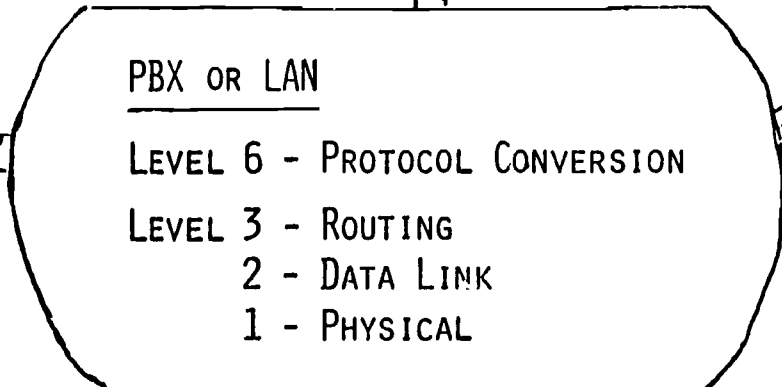 PBX OR LAN
LEVEL 6 - PROTOCOL CONVERSION
LEVEL 3 - ROUTING
2 - DATA LINK
1 - PHYSICAL